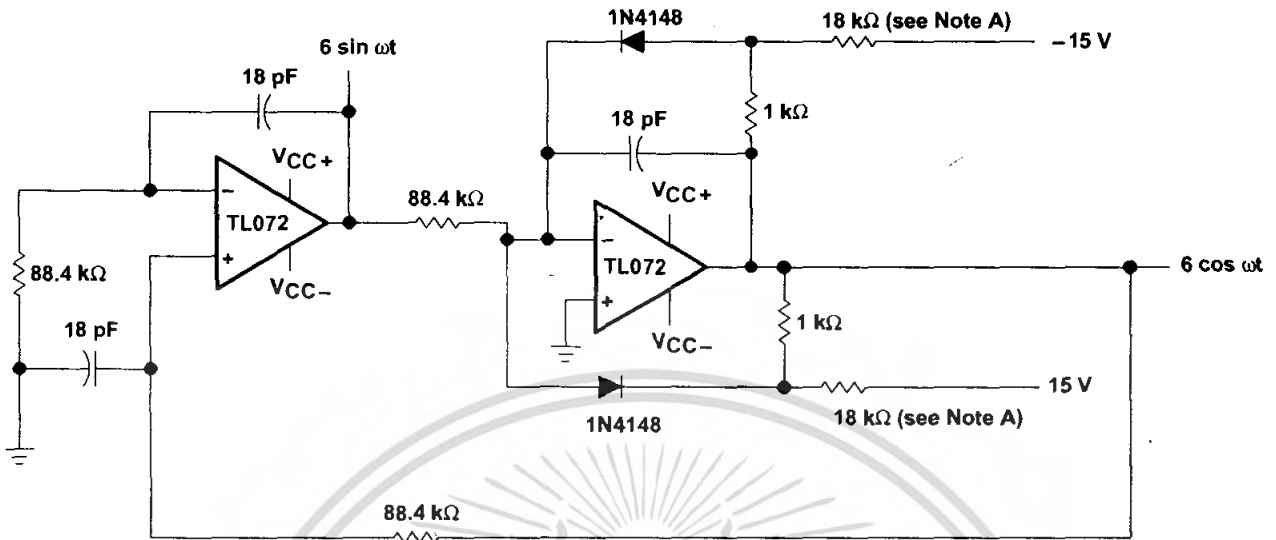 1N4148
18 kΩ (see Note A)
−15 V
6 sin ωt
18 pF
1 kΩ
18 pF
VCC+
88.4 kΩ
VCC+
−
TL072
+
−
TL072
+
6 cos ωt
88.4 kΩ
VCC−
1 kΩ
18 pF
VCC−
15 V
1N4148
18 kΩ (see Note A)
88.4 kΩ